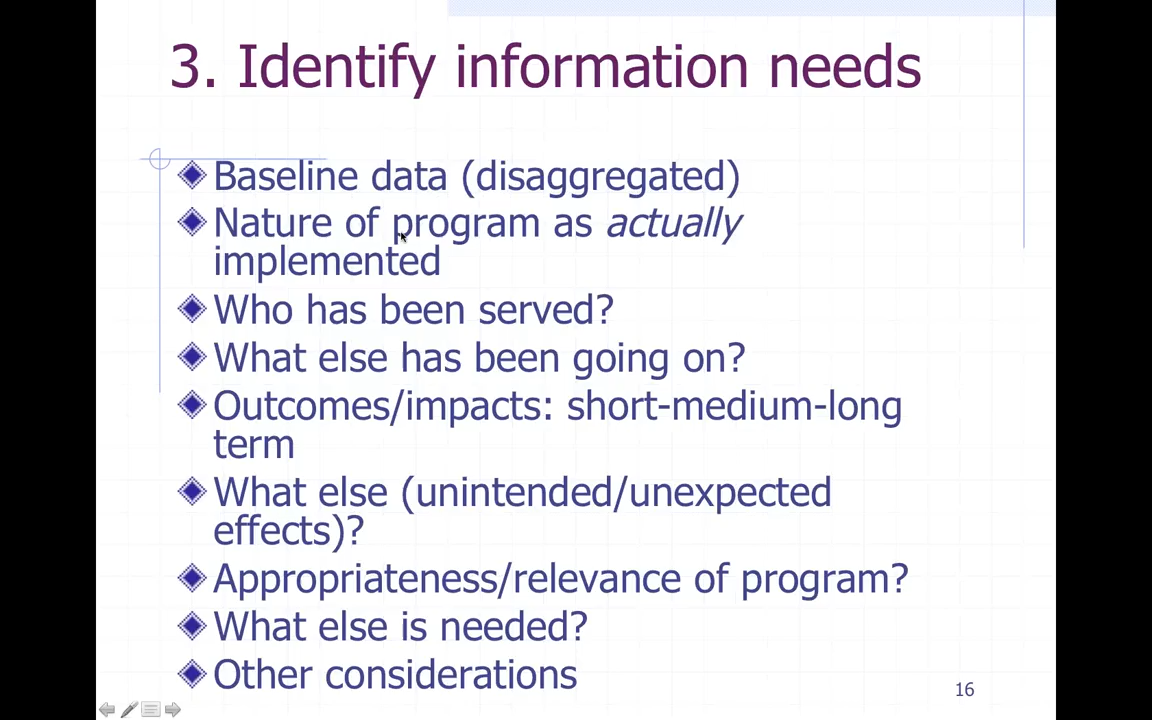 3. Identify information needs
Baseline data (disaggregated)
Nature of program as actually
implemented
Who has been served?
What else has been going on?
Outcomes/impacts: short-medium-long
term
What else (unintended/unexpected
effects)?
Appropriateness/relevance of program?
What else is needed?
Other considerations
16